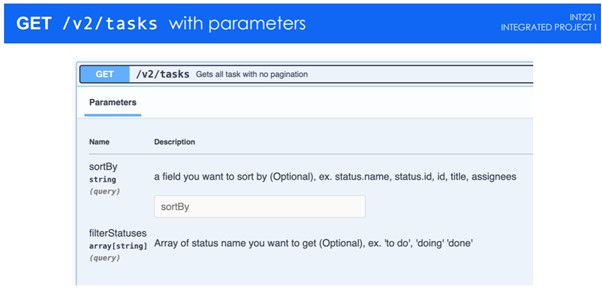 GET /v2/tasks with parameters
INT221
INTEGRATED PROJECT I
GET /v2/tasks Gets all task with no pagination
Parameters
Name Description
sortBy
string
(query)
a field you want to sort by (Optional), ex. status.name, status.id, id, title, assignees
sortBy
filterStatuses
array[string]
(query)
Array of status name you want to get (Optional), ex. 'to do', 'doing' 'done'